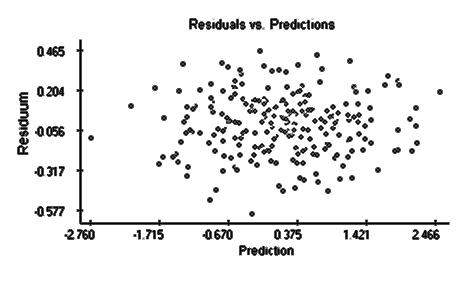 Residuals vs. Predictions
Residuum
0.465
0.204
-0.056
-0.317
-0.577
-2.760 -1.715 -0.670 0.375 1.421 2.466
Prediction